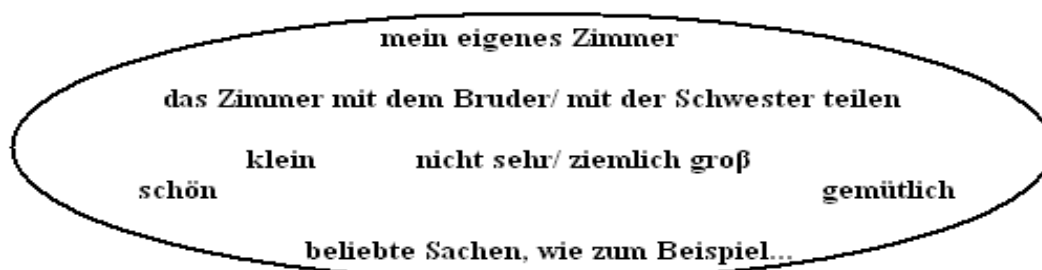 mein eigenes Zimmer
das Zimmer mit dem Bruder/ mit der Schwester teilen
klein nicht sehr/ ziemlich groβ
schön gemütlich
beliebte Sachen, wie zum Beispiel...